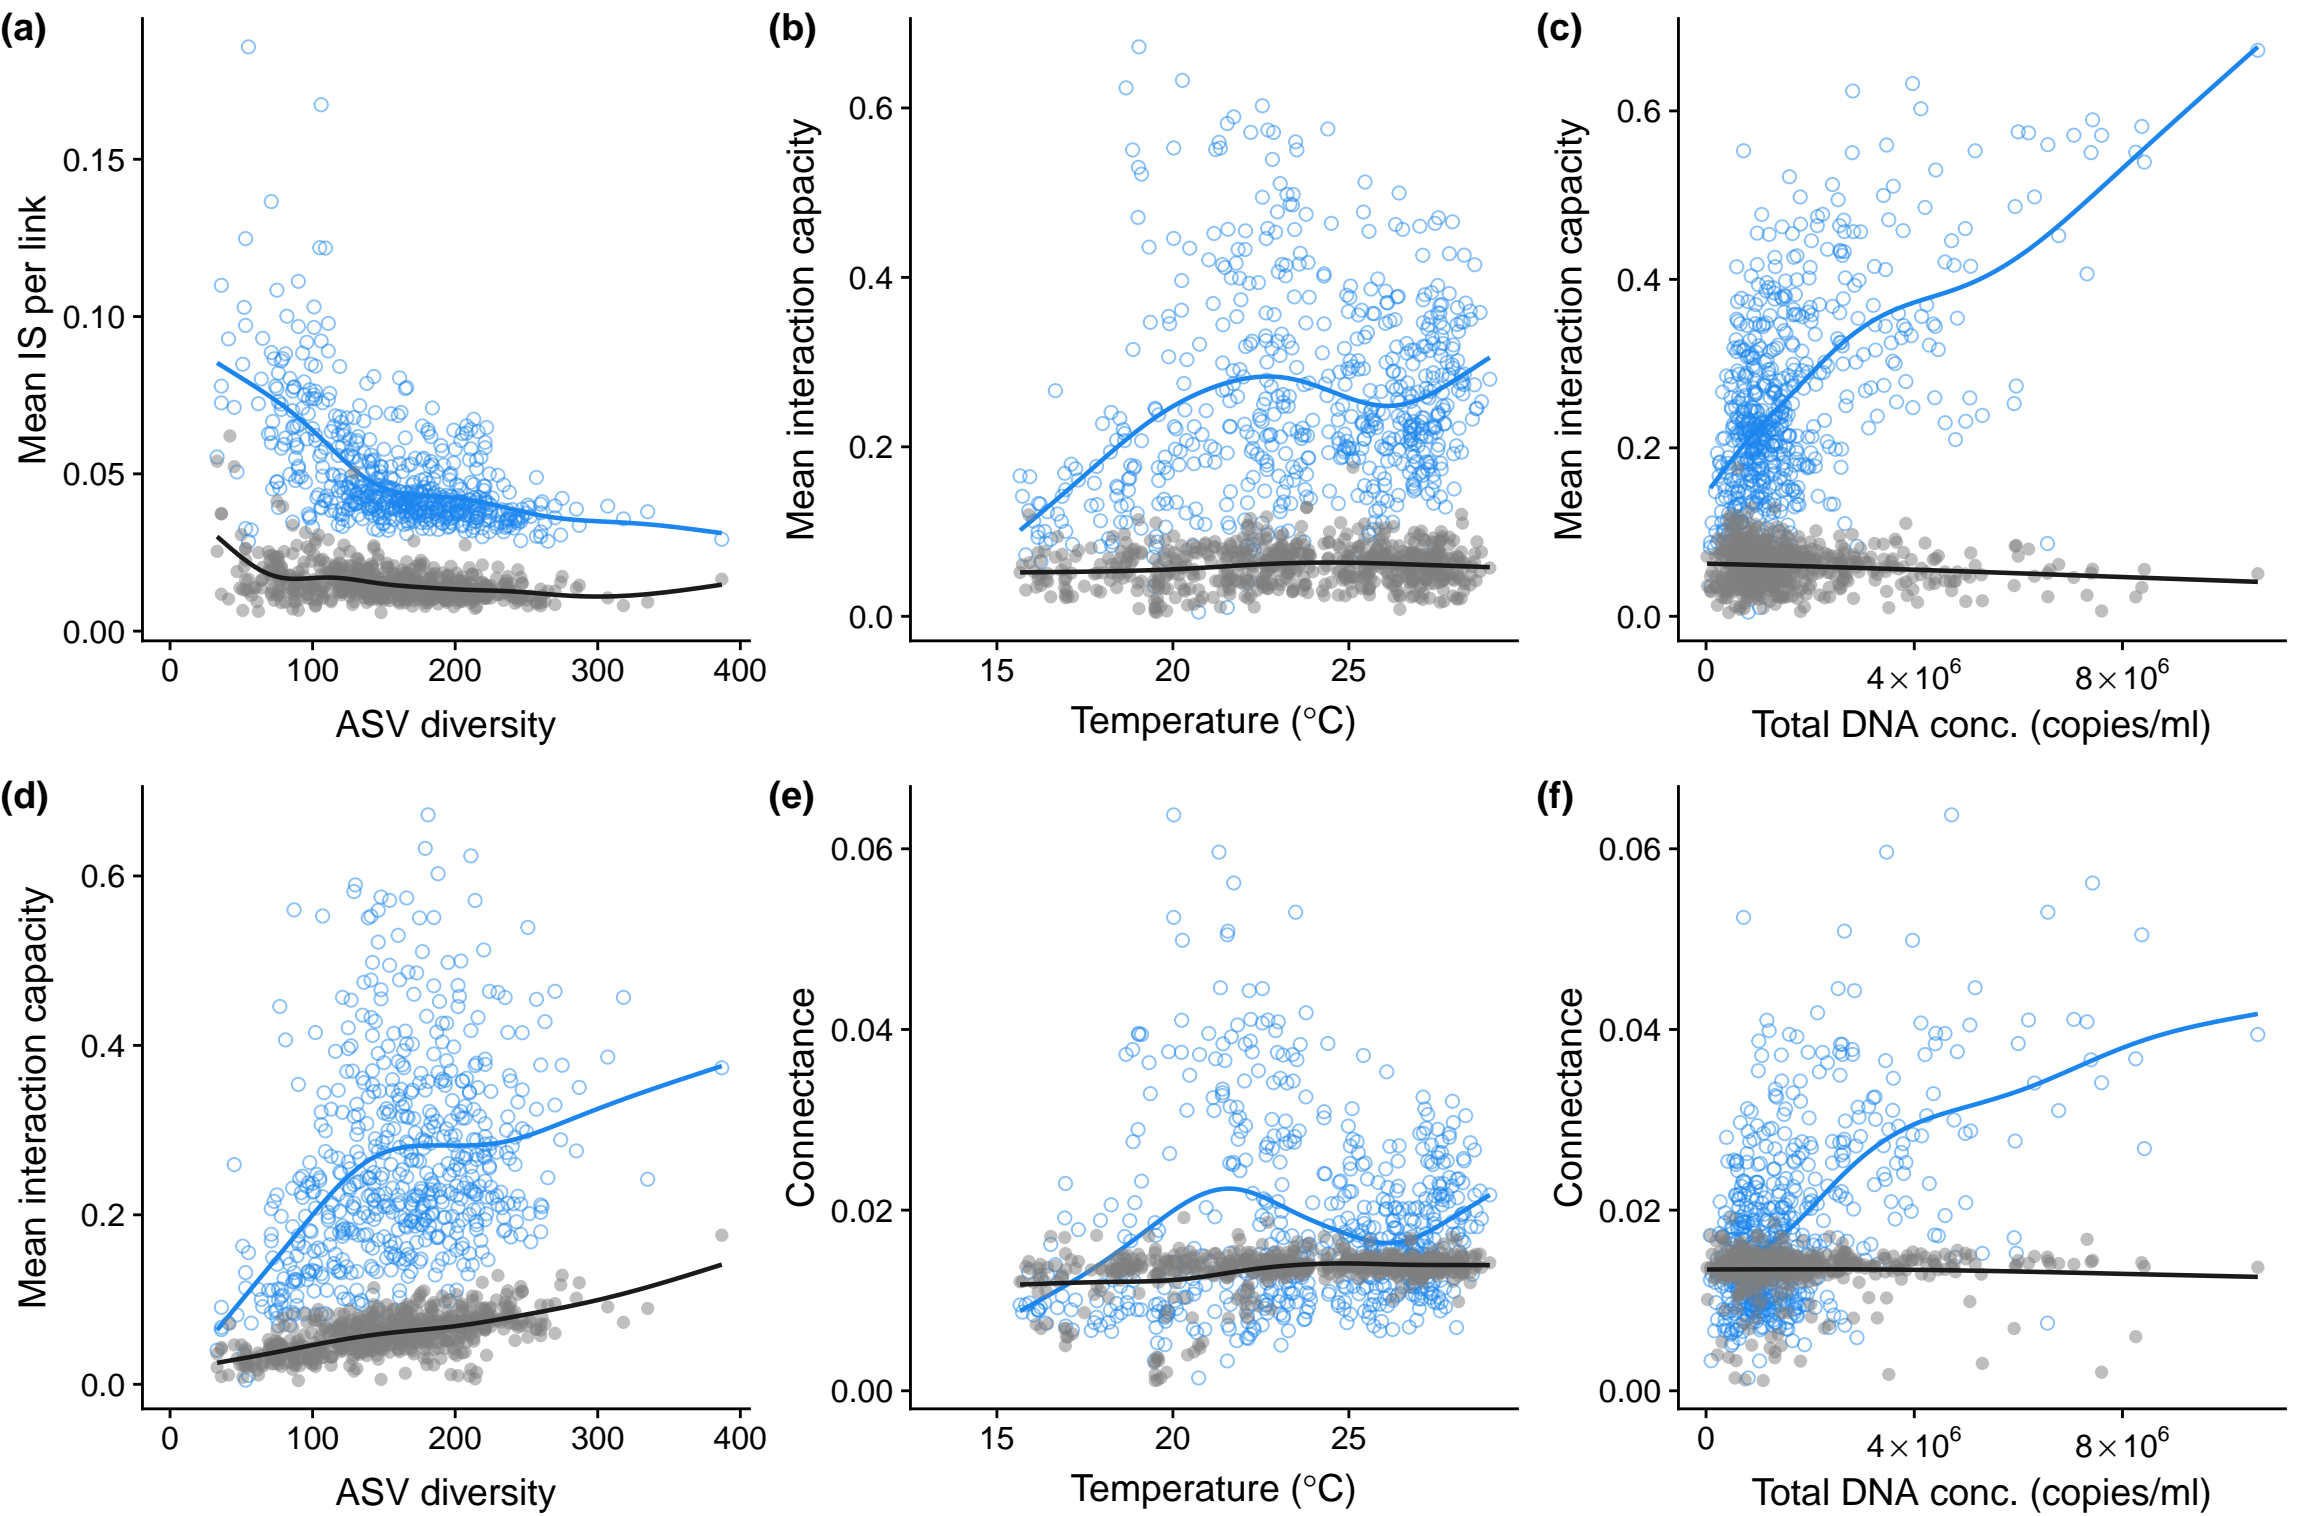 (a)
Mean IS per link
0.15
0.10
0.05
0.00
0 100 200 300 400
ASV diversity
(b)
Mean interaction capacity
0.6
0.4
0.2
0.0
15 20 25
Temperature (°C)
(c)
Mean interaction capacity
0.6
0.4
0.2
0.0
0 4×10⁶ 8×10⁶
Total DNA conc. (copies/ml)
(d)
Mean interaction capacity
0.6
0.4
0.2
0.0
0 100 200 300 400
ASV diversity
(e)
Connectance
0.06
0.04
0.02
0.00
15 20 25
Temperature (°C)
(f)
Connectance
0.06
0.04
0.02
0.00
0 4×10⁶ 8×10⁶
Total DNA conc. (copies/ml)